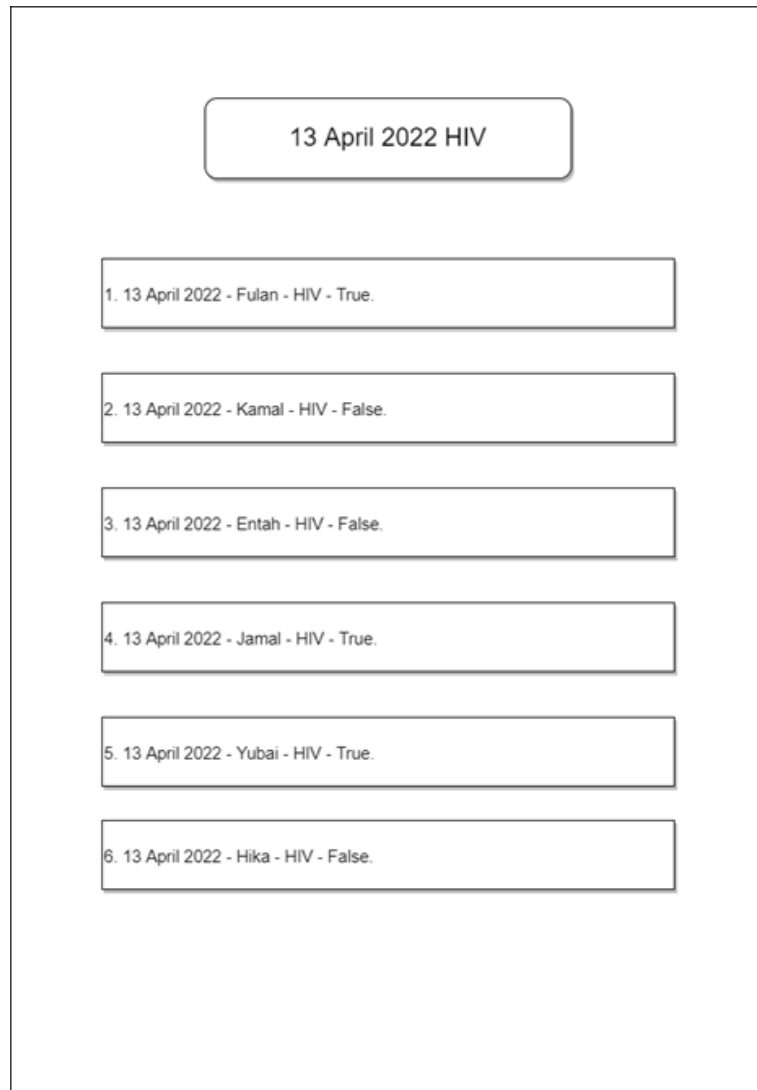 13 April 2022 HIV
1. 13 April 2022 - Fulan - HIV - True.
2. 13 April 2022 - Kamal - HIV - False.
3. 13 April 2022 - Entah - HIV - False.
4. 13 April 2022 - Jamal - HIV - True.
5. 13 April 2022 - Yubai - HIV - True.
6. 13 April 2022 - Hika - HIV - False.